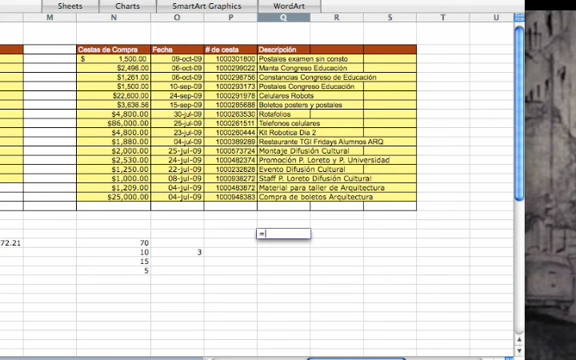 Sheets Charts SmartArt Graphics WordArt
M N O P Q R S T U
Cestas de Compra Fecha # de cesta Descripción
$ 1,500.00 09-oct-09 1000301800 Postales examen sin consto
$2,496.00 06-oct-09 1000299022 Manta Congreso Educación
$1,261.00 06-oct-09 1000298756 Constancias Congreso de Educación
$1,500.00 10-sep-09 1000293173 Postales Congreso Educación
$22,600.00 24-sep-09 1000291978 Celulares Robots
$3,636.56 15-sep-09 1000285688 Boletos posters y postales
$4,800.00 30-jul-09 1000263530 Rotafolios
$86,000.00 25-jul-09 1000261511 Telefonos celulares
$4,800.00 23-jul-09 1000260444 Kit Robotica Dia 2
$1,880.00 04-jul-09 1000389289 Restaurante TGI Fridays Alumnos ARQ
$2,000.00 25-jul-09 1000573724 Montaje Difusión Cultural
$2,530.00 24-jul-09 1000482374 Promoción P. Loreto y P. Universidad
$1,250.00 22-jul-09 1000232828 Evento Difusión Cultural
$1,000.00 08-jul-09 1000938272 Staff P. Loreto Difusión Cultural
$1,209.00 04-jul-09 1000483872 Material para taller de Arquitectura
$25,000.00 04-jul-09 1000948383 Compra de boletos Arquitectura
=
72.21 70
10 3
15
5